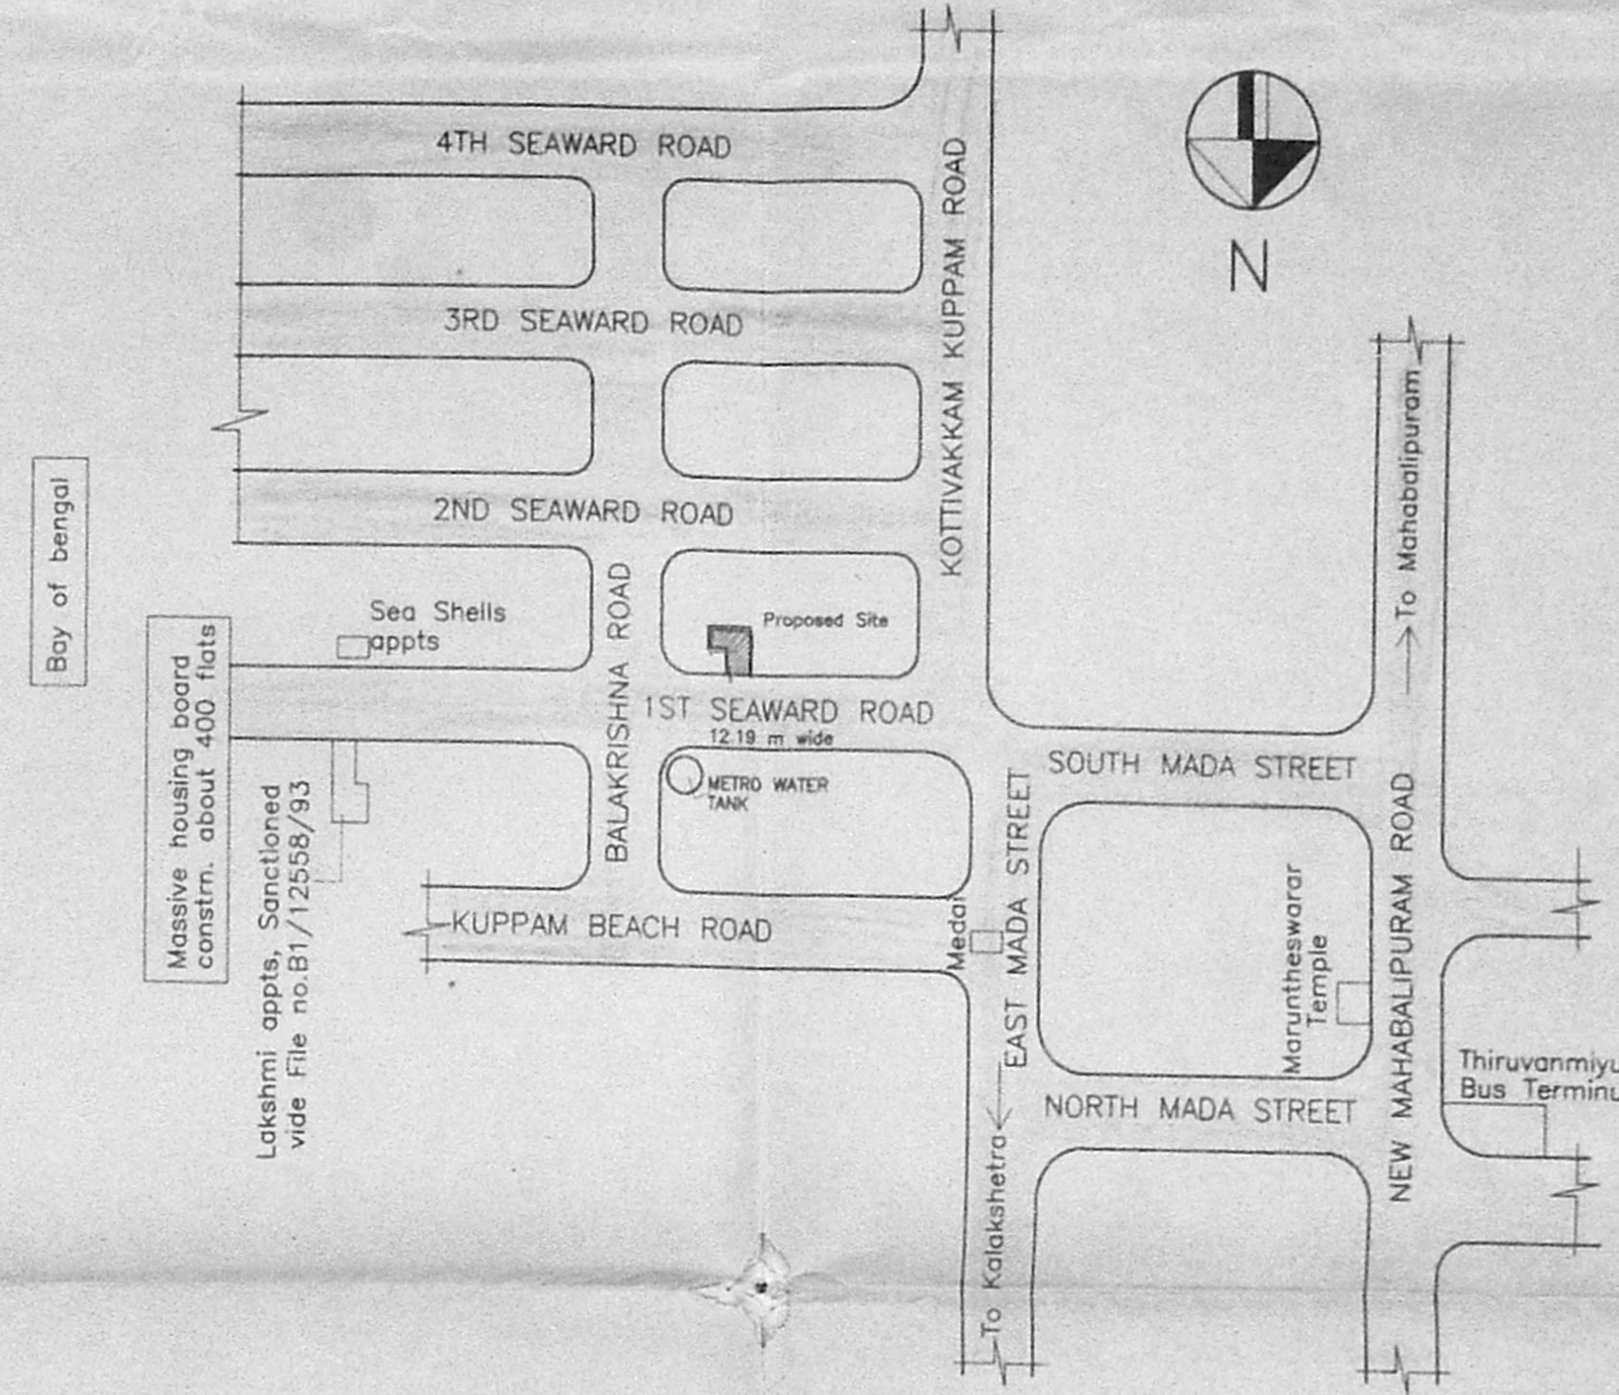 4TH SEAWARD ROAD
N
3RD SEAWARD ROAD
KOTTIVAKKAM KUPPAM ROAD
To Mahabalipuram
2ND SEAWARD ROAD
Bay of bengal
Sea Shells
appts
BALAKRISHNA ROAD
Proposed Site
Massive housing board
constrn. about 400 flats
1ST SEAWARD ROAD
12.19 m wide
METRO WATER
TANK
SOUTH MADA STREET
Lakshmi appts, Sanctioned
vide File no.B1/12558/93
KUPPAM BEACH ROAD
Medai
EAST MADA STREET
Maruntheswarar
Temple
NEW MAHABALIPURAM ROAD
Thiruvanmiyu
Bus Terminu
NORTH MADA STREET
To Kalakshetra